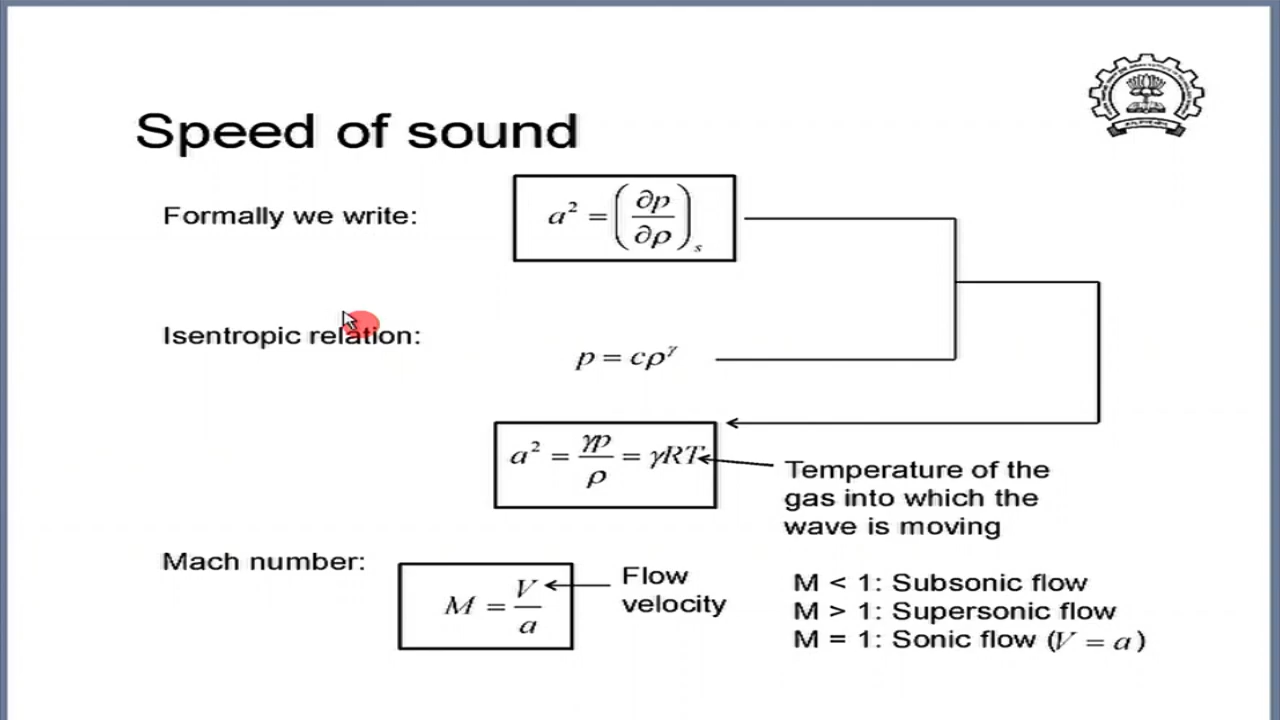 Speed of sound
Formally we write:
a² = (∂p/∂ρ)ₛ
Isentropic relation:
p = cρ^γ
a² = γp/ρ = γRT
Temperature of the
gas into which the
wave is moving
Mach number:
M = V/a
Flow
velocity
M < 1: Subsonic flow
M > 1: Supersonic flow
M = 1: Sonic flow (V = a)